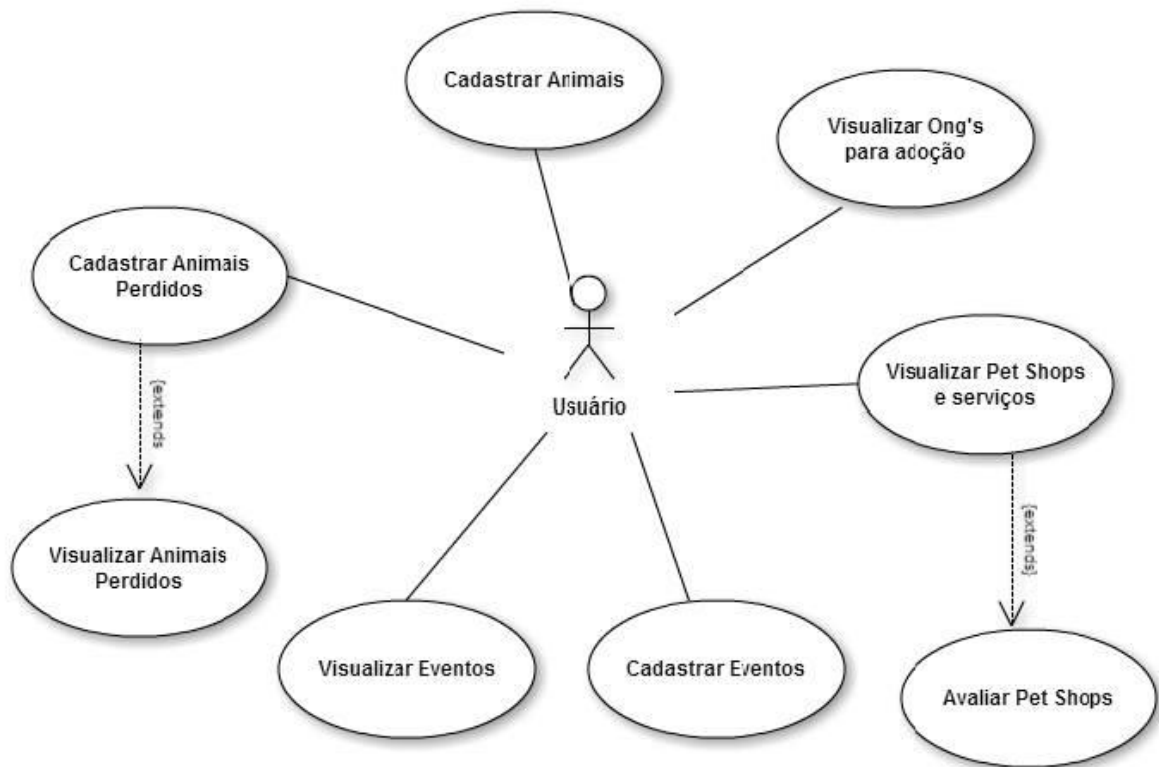 Cadastrar Animais
Visualizar Ong's
para adoção
Cadastrar Animais
Perdidos
Visualizar Pet Shops
e serviços
Usuário
{extends
{extends}
Visualizar Animais
Perdidos
Visualizar Eventos
Cadastrar Eventos
Avaliar Pet Shops